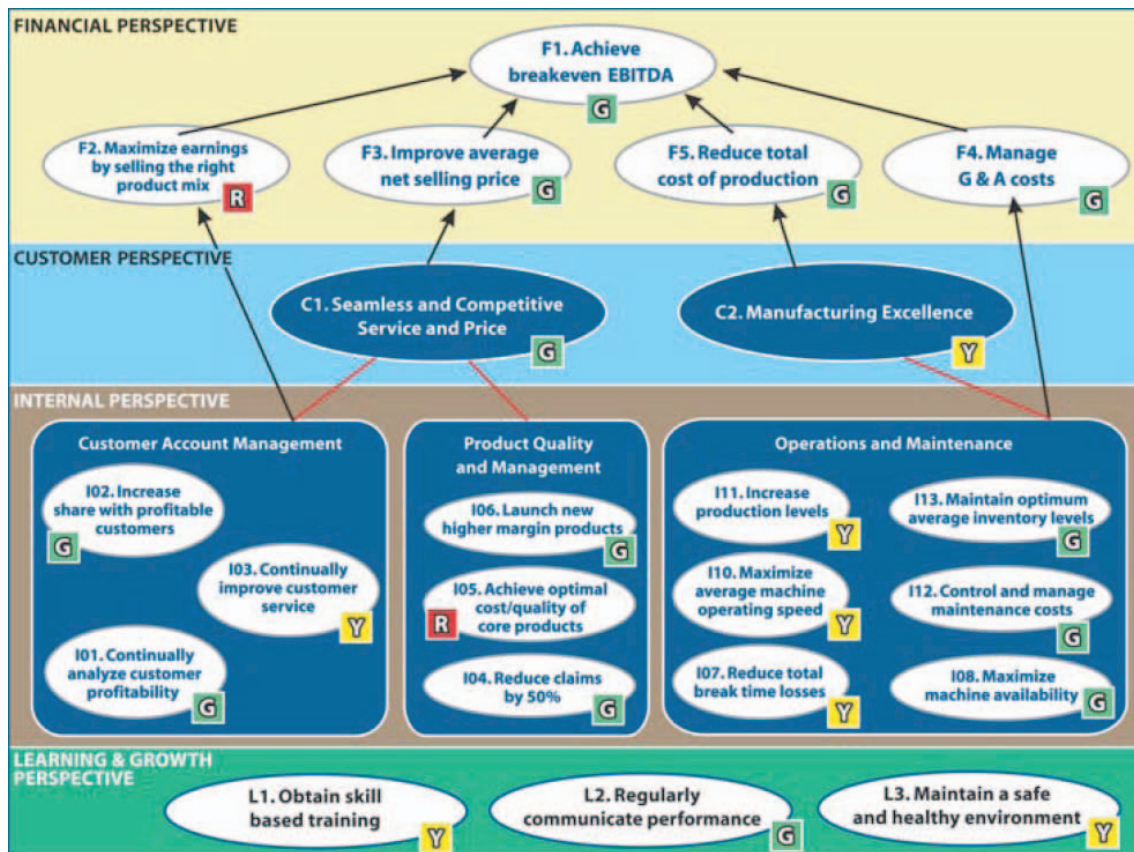 FINANCIAL PERSPECTIVE
F1. Achieve
breakeven EBITDA
G
F2. Maximize earnings
by selling the right
product mix
R
F3. Improve average
net selling price
G
F5. Reduce total
cost of production
G
F4. Manage
G & A costs
G
CUSTOMER PERSPECTIVE
C1. Seamless and Competitive
Service and Price
G
C2. Manufacturing Excellence
Y
INTERNAL PERSPECTIVE
Customer Account Management
I02. Increase
share with profitable
customers
G
I03. Continually
improve customer
service
Y
I01. Continually
analyze customer
profitability
G
Product Quality
and Management
I06. Launch new
higher margin products
G
I05. Achieve optimal
cost/quality of
core products
R
I04. Reduce claims
by 50%
G
Operations and Maintenance
I11. Increase
production levels
Y
I13. Maintain optimum
average inventory levels
G
I10. Maximize
average machine
operating speed
Y
I12. Control and manage
maintenance costs
G
I07. Reduce total
break time losses
Y
I08. Maximize
machine availability
G
LEARNING & GROWTH
PERSPECTIVE
L1. Obtain skill
based training
Y
L2. Regularly
communicate performance
G
L3. Maintain a safe
and healthy environment
Y